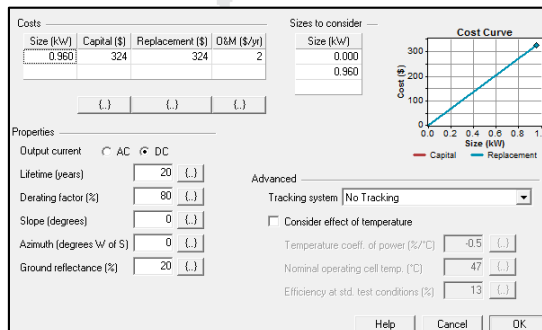 Costs
Size (kW) Capital ($) Replacement ($) O&M ($/yr)
0.960 324 324 2
{..} {..} {..}
Sizes to consider
Size (kW)
0.000
0.960
Cost Curve
Cost ($)
300
200
100
0
0.0 0.2 0.4 0.6 0.8 1.
Size (kW)
Capital Replacement
Properties
Output current AC DC
Lifetime (years) 20 {..}
Derating factor (%) 80 {..}
Slope (degrees) 0 {..}
Azimuth (degrees W of S) 0 {..}
Ground reflectance (%) 20 {..}
Advanced
Tracking system No Tracking
Consider effect of temperature
Temperature coeff. of power (%/°C) -0.5 {..}
Nominal operating cell temp. (°C) 47 {..}
Efficiency at std. test conditions (%) 13 {..}
Help Cancel OK